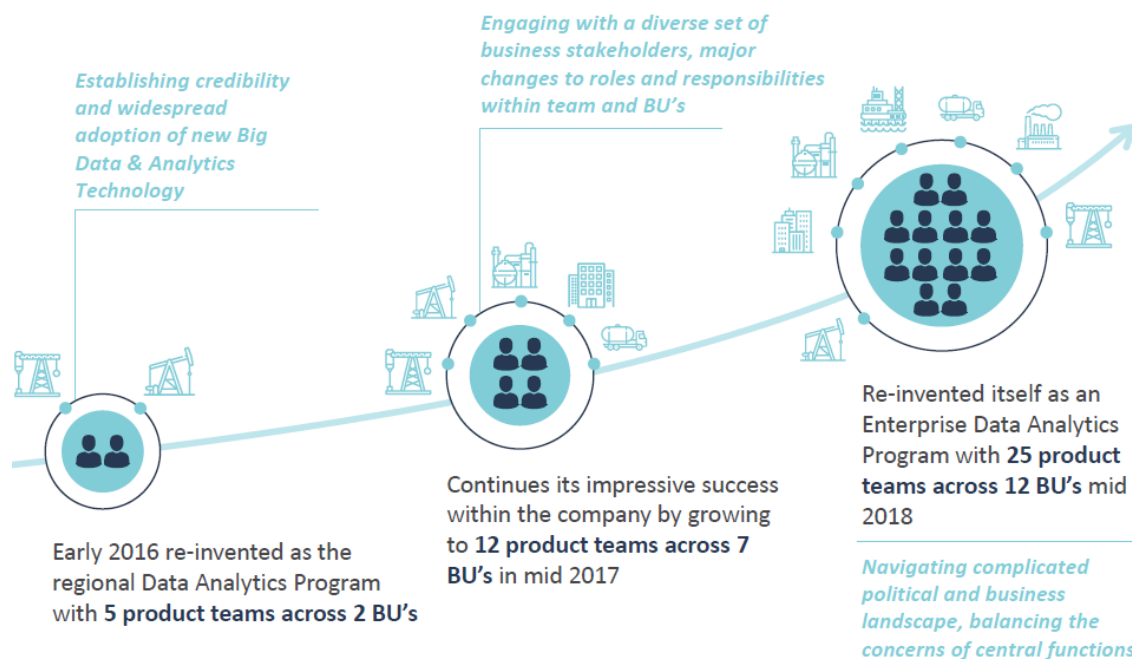 Establishing credibility
and widespread
adoption of new Big
Data & Analytics
Technology
Early 2016 re-invented as the
regional Data Analytics Program
with 5 product teams across 2 BU's
Engaging with a diverse set of
business stakeholders, major
changes to roles and responsibilities
within team and BU's
Continues its impressive success
within the company by growing
to 12 product teams across 7
BU's in mid 2017
Re-invented itself as an
Enterprise Data Analytics
Program with 25 product
teams across 12 BU's mid
2018
Navigating complicated
political and business
landscape, balancing the
concerns of central functions